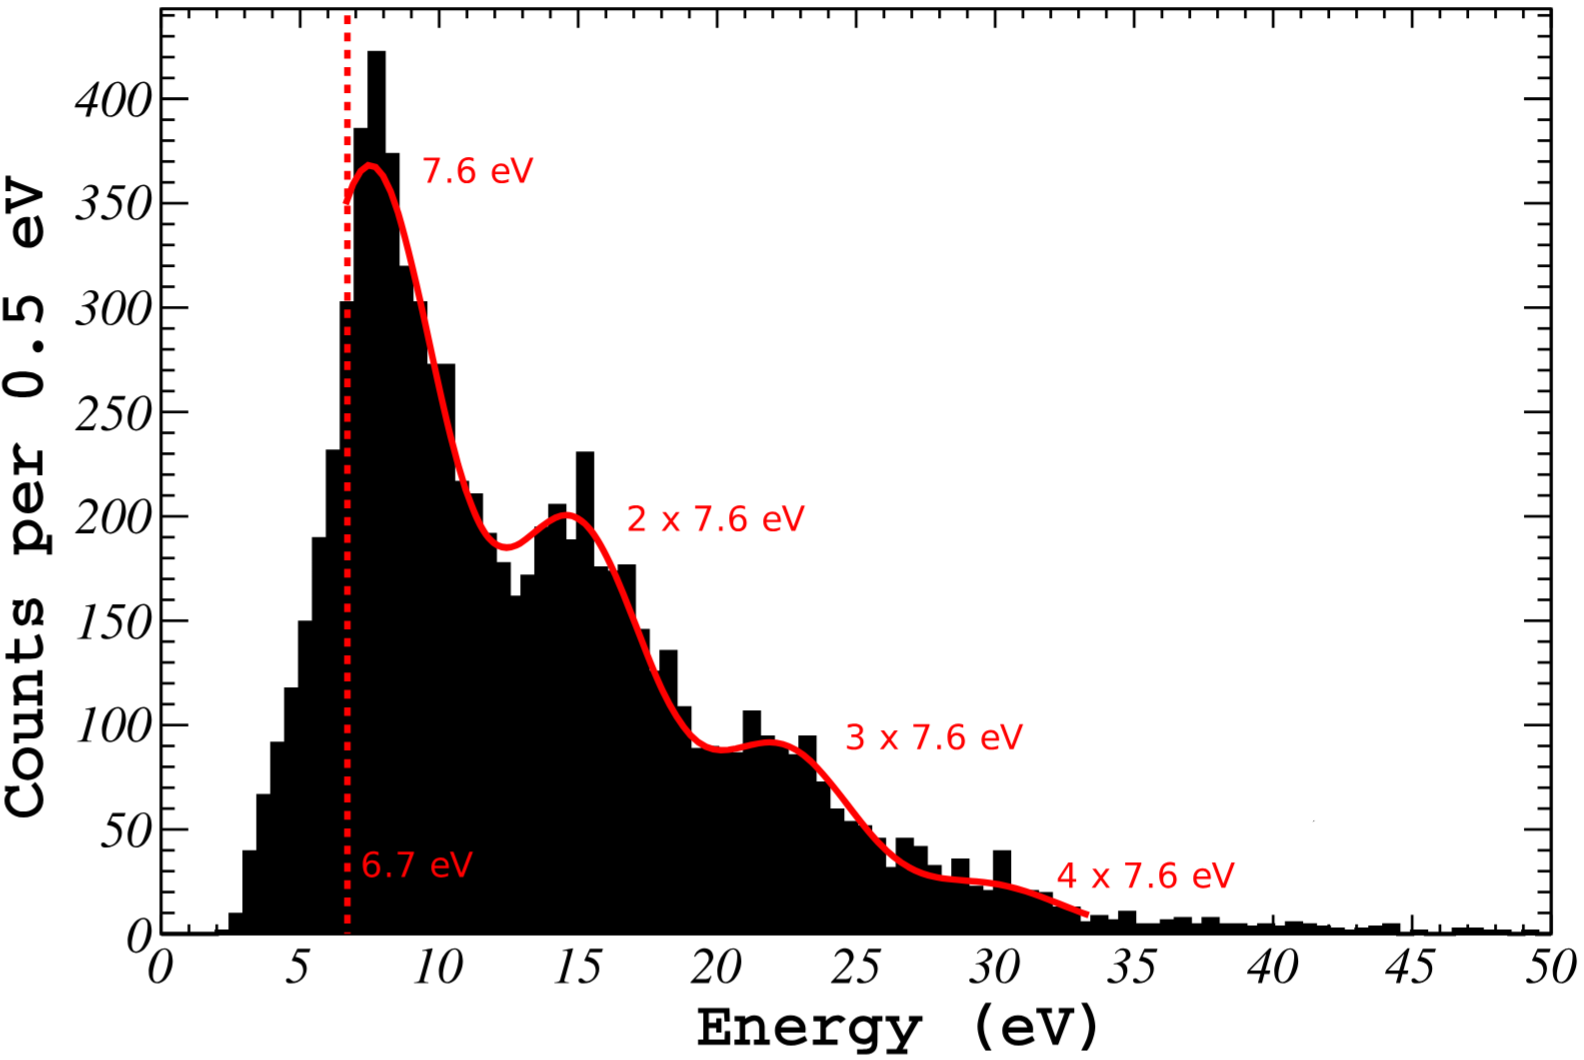 Counts per 0.5 eV
400
350
300
250
200
150
100
50
0
7.6 eV
2 x 7.6 eV
3 x 7.6 eV
4 x 7.6 eV
6.7 eV
0 5 10 15 20 25 30 35 40 45 50
Energy (eV)